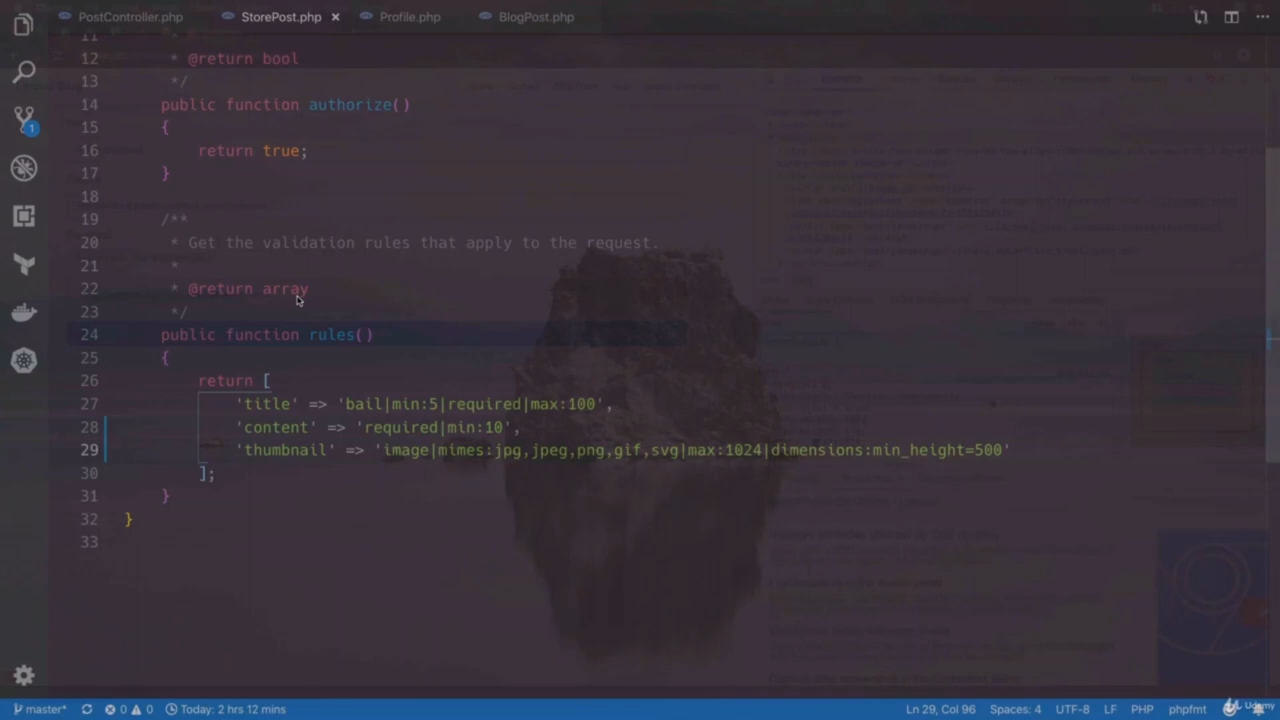 PostController.php StorePost.php × Profile.php BlogPost.php
11 *
12 * @return bool
13 */
14 public function authorize()
15 {
16 return true;
17 }
18
19 /**
20 * Get the validation rules that apply to the request.
21 *
22 * @return array
23 */
24 public function rules()
25 {
26 return [
27 'title' => 'bail|min:5|required|max:100',
28 'content' => 'required|min:10',
29 'thumbnail' => 'image|mimes:jpg,jpeg,png,gif,svg|max:1024|dimensions:min_height=500'
30 ];
31 }
32 }
33
1
master* 0 0 Today: 2 hrs 12 mins Ln 29, Col 96 Spaces: 4 UTF-8 LF PHP phpfmt Udemy